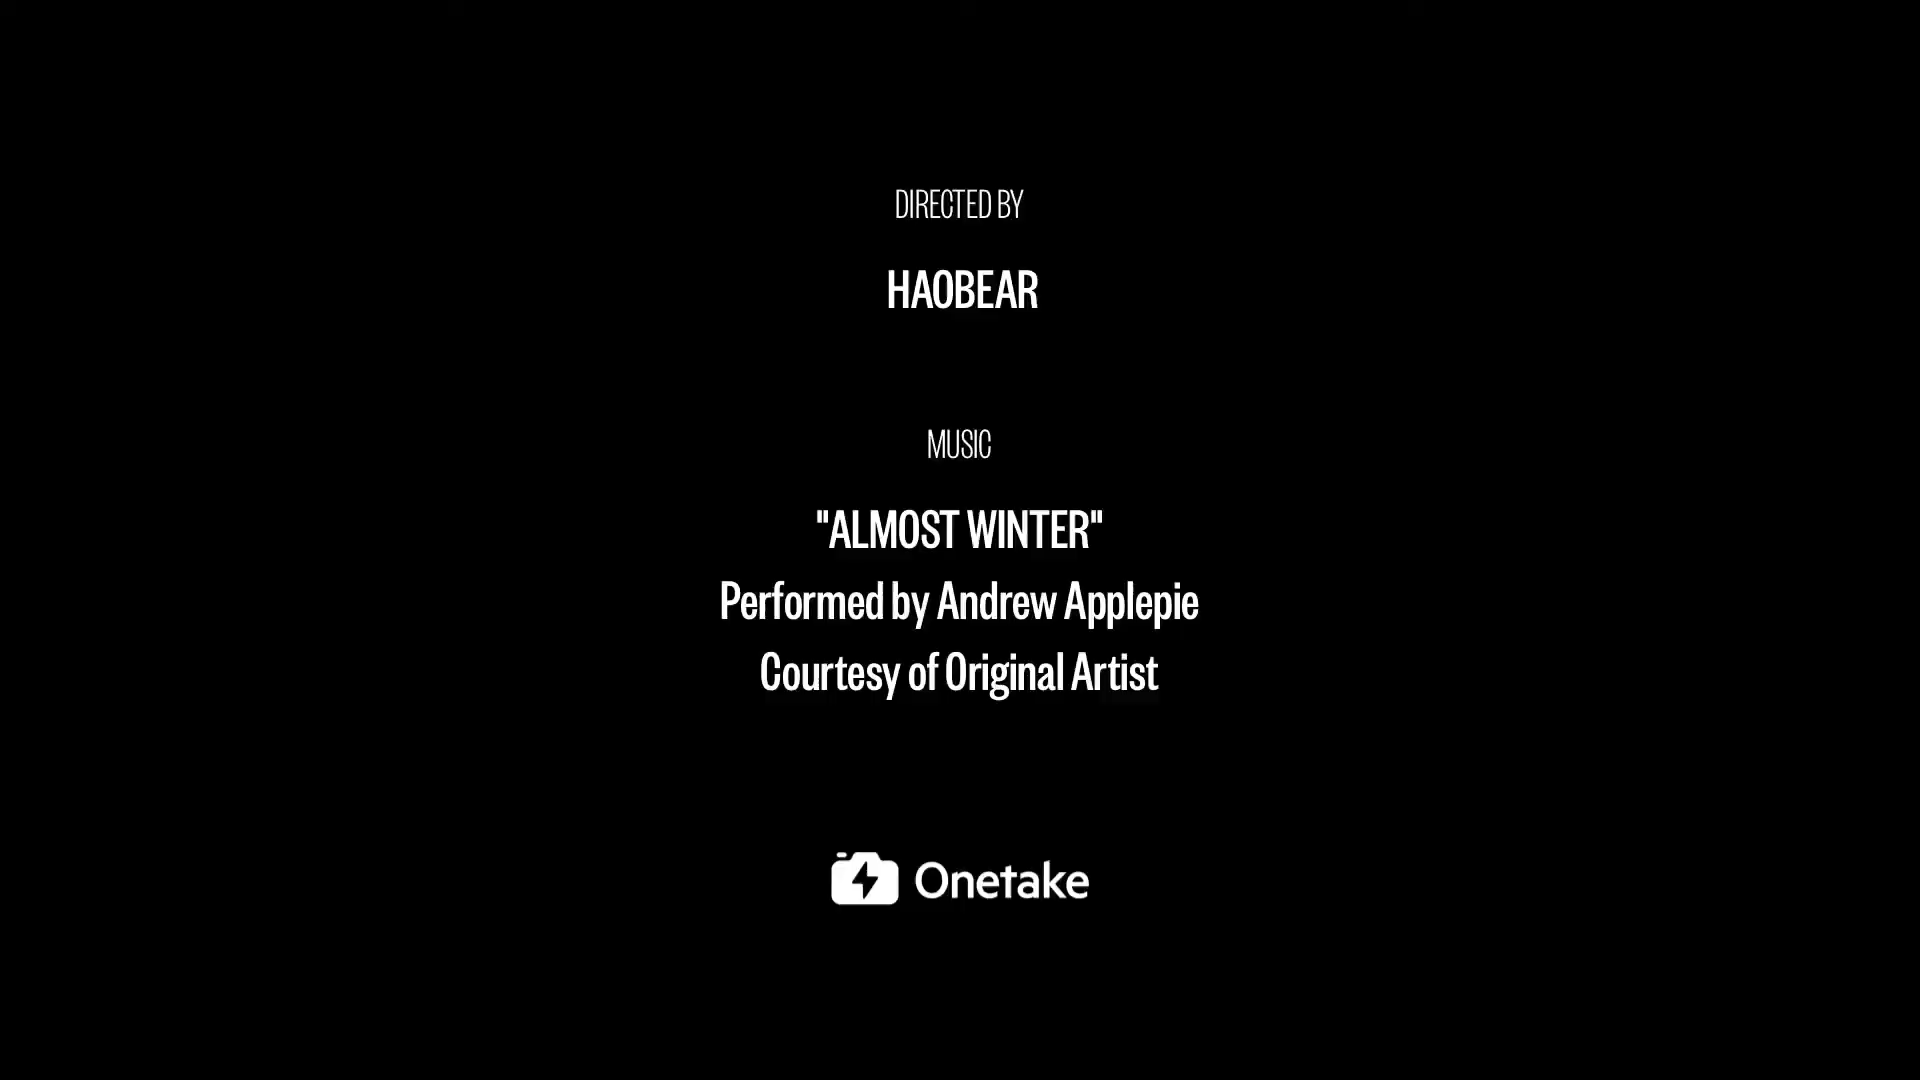 DIRECTED BY
HAOBEAR
MUSIC
"ALMOST WINTER"
Performed by Andrew Applepie
Courtesy of Original Artist
Onetake